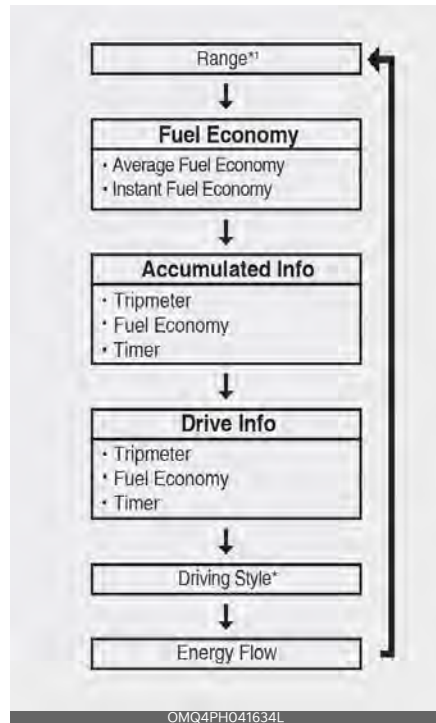 Range*¹
Fuel Economy
· Average Fuel Economy
· Instant Fuel Economy
Accumulated Info
· Tripmeter
· Fuel Economy
· Timer
Drive Info
· Tripmeter
· Fuel Economy
· Timer
Driving Style*
Energy Flow
OMQ4PH041634L